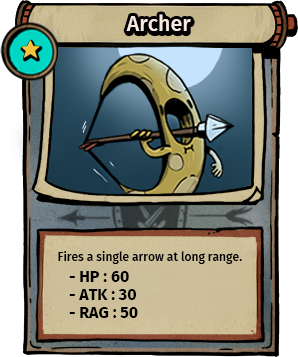 Archer
Fires a single arrow at long range.
- HP : 60
- ATK : 30
- RAG : 50